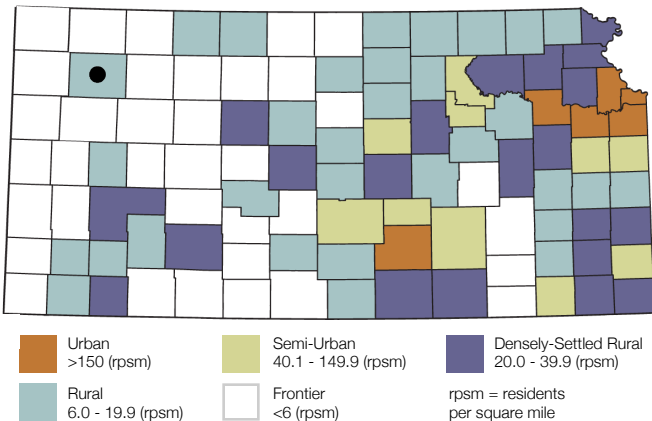 Urban
>150 (rpsm)
Semi-Urban
40.1 - 149.9 (rpsm)
Densely-Settled Rural
20.0 - 39.9 (rpsm)
Rural
6.0 - 19.9 (rpsm)
Frontier
<6 (rpsm)
rpsm = residents
per square mile